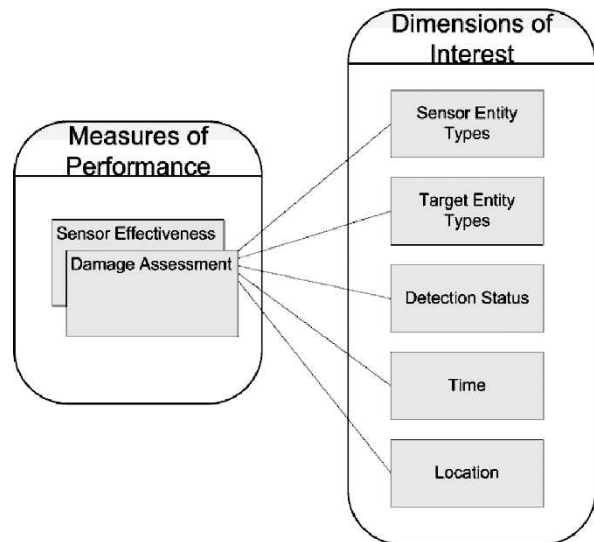 Measures of
Performance
Sensor Effectiveness
Damage Assessment
Dimensions of
Interest
Sensor Entity
Types
Target Entity
Types
Detection Status
Time
Location